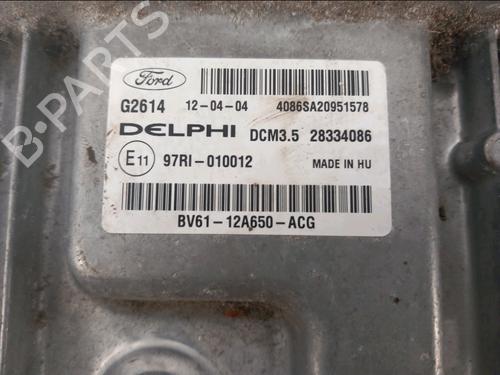 B-PARTS
Ford
G2614 12-04-04 4086SA20951578
DELPHI DCM3.5 28334086
E11 97RI-010012 MADE IN HU
BV61-12A650-ACG